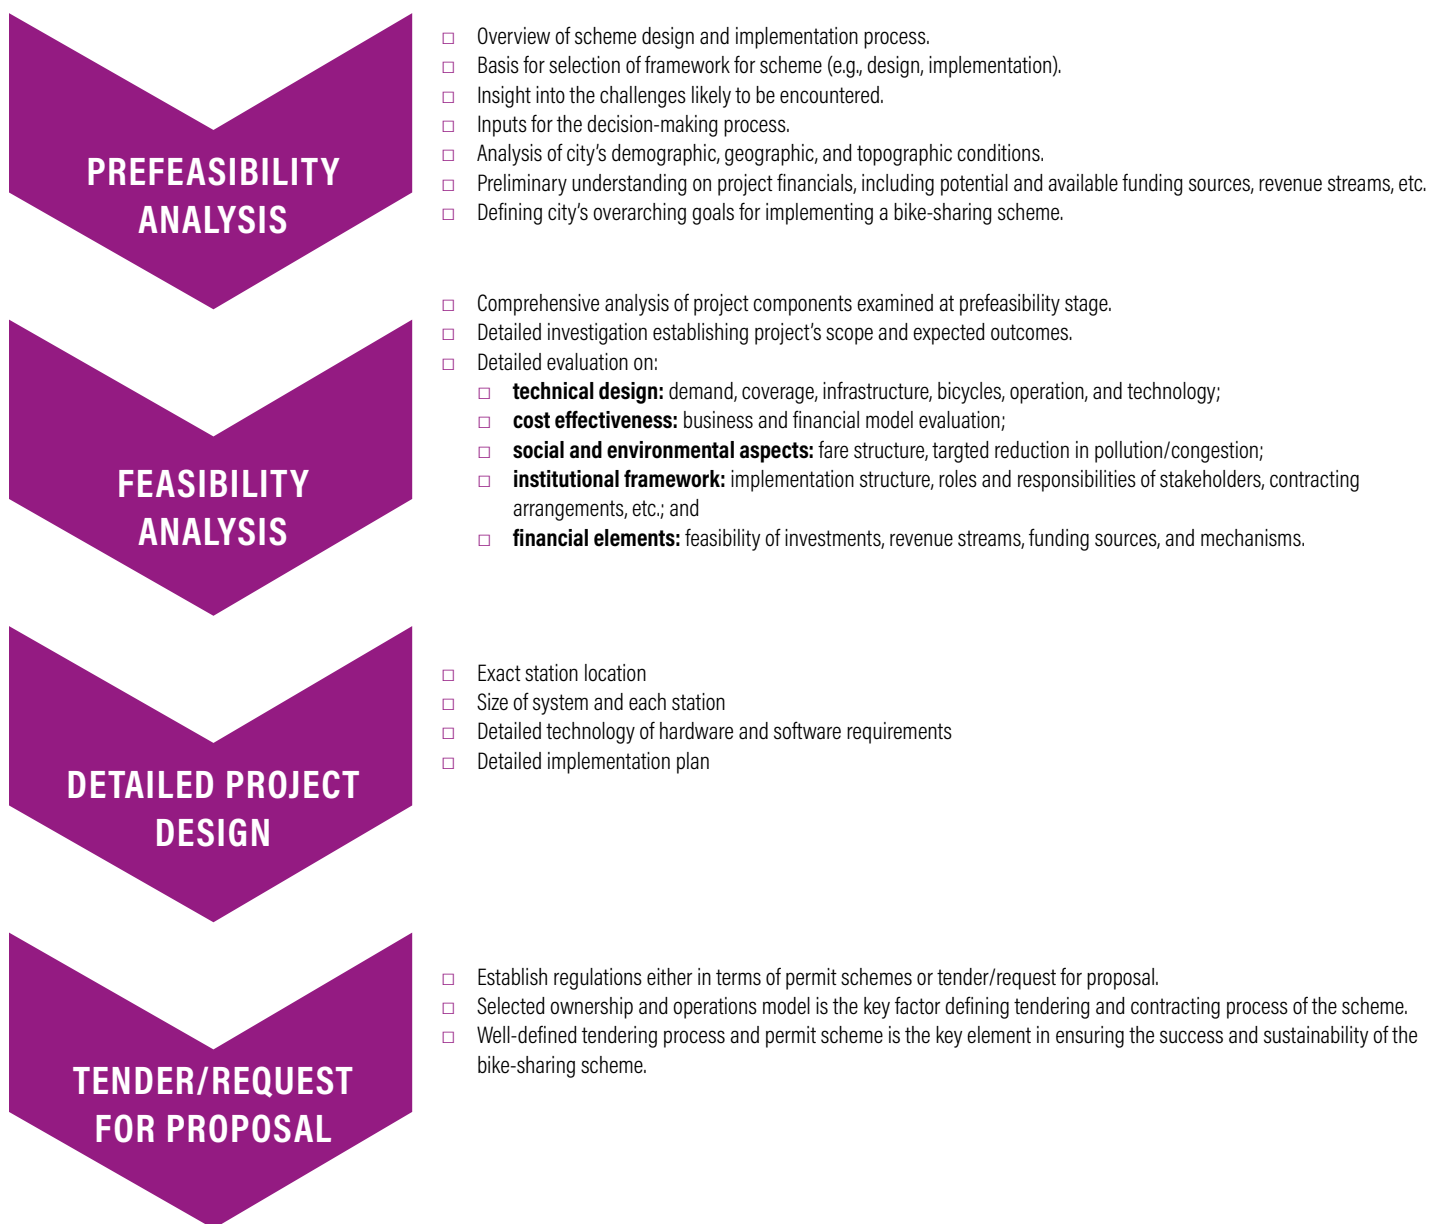 PREFEASIBILITY
ANALYSIS
□ Overview of scheme design and implementation process.
□ Basis for selection of framework for scheme (e.g., design, implementation).
□ Insight into the challenges likely to be encountered.
□ Inputs for the decision-making process.
□ Analysis of city's demographic, geographic, and topographic conditions.
□ Preliminary understanding on project financials, including potential and available funding sources, revenue streams, etc.
□ Defining city's overarching goals for implementing a bike-sharing scheme.
FEASIBILITY
ANALYSIS
□ Comprehensive analysis of project components examined at prefeasibility stage.
□ Detailed investigation establishing project's scope and expected outcomes.
□ Detailed evaluation on:
□ technical design: demand, coverage, infrastructure, bicycles, operation, and technology;
□ cost effectiveness: business and financial model evaluation;
□ social and environmental aspects: fare structure, targted reduction in pollution/congestion;
□ institutional framework: implementation structure, roles and responsibilities of stakeholders, contracting
arrangements, etc.; and
□ financial elements: feasibility of investments, revenue streams, funding sources, and mechanisms.
DETAILED PROJECT
DESIGN
□ Exact station location
□ Size of system and each station
□ Detailed technology of hardware and software requirements
□ Detailed implementation plan
TENDER/REQUEST
FOR PROPOSAL
□ Establish regulations either in terms of permit schemes or tender/request for proposal.
□ Selected ownership and operations model is the key factor defining tendering and contracting process of the scheme.
□ Well-defined tendering process and permit scheme is the key element in ensuring the success and sustainability of the
bike-sharing scheme.